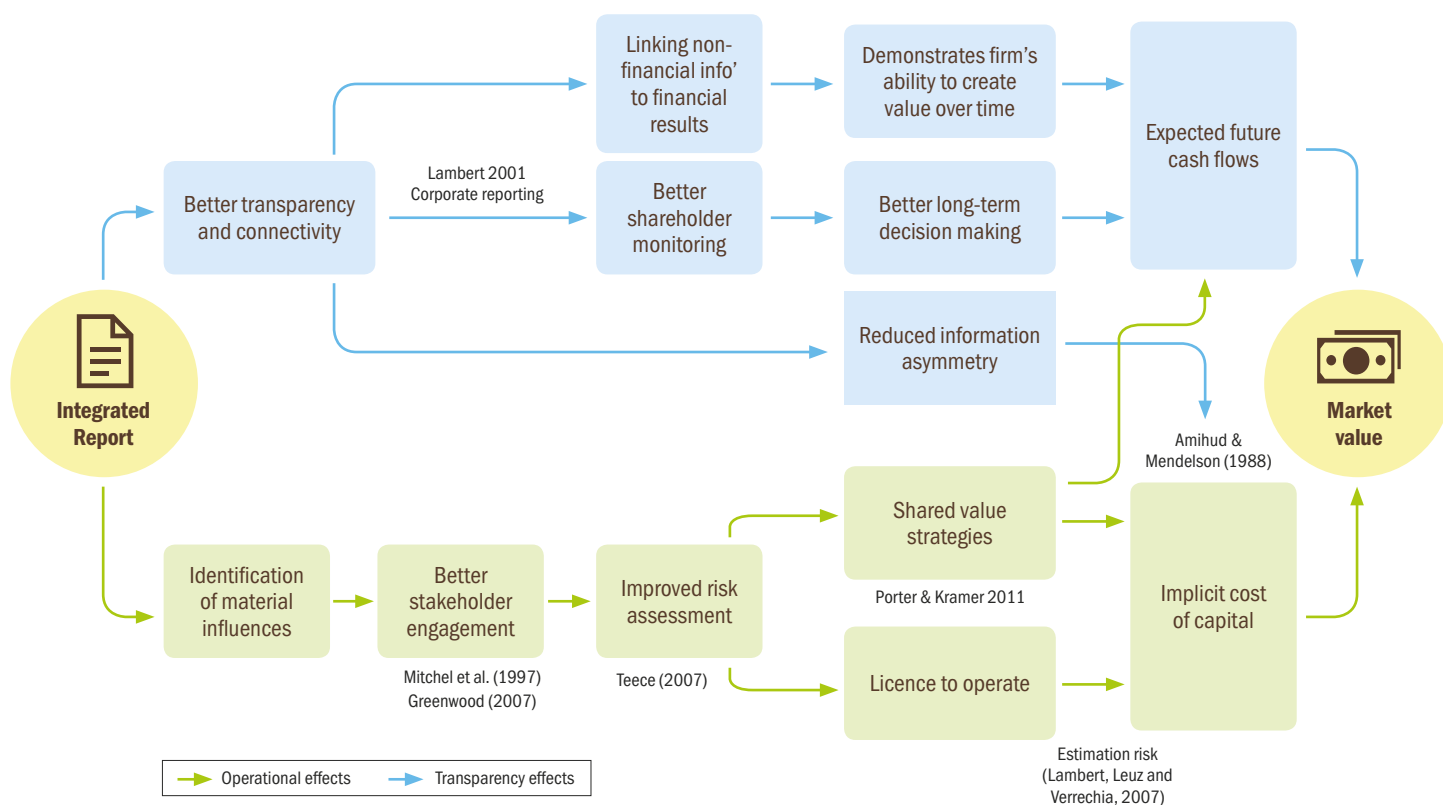 Linking non-
financial info’
to financial
results
Demonstrates firm’s
ability to create
value over time
Expected future
cash flows
Better transparency
and connectivity
Lambert 2001
Corporate reporting
Better
shareholder
monitoring
Better long-term
decision making
Reduced information
asymmetry
Integrated
Report
Market
value
Amihud &
Mendelson (1988)
Identification
of material
influences
Better
stakeholder
engagement
Mitchel et al. (1997)
Greenwood (2007)
Improved risk
assessment
Teece (2007)
Shared value
strategies
Porter & Kramer 2011
Licence to operate
Implicit cost
of capital
Estimation risk
(Lambert, Leuz and
Verrechia, 2007)
Operational effects
Transparency effects